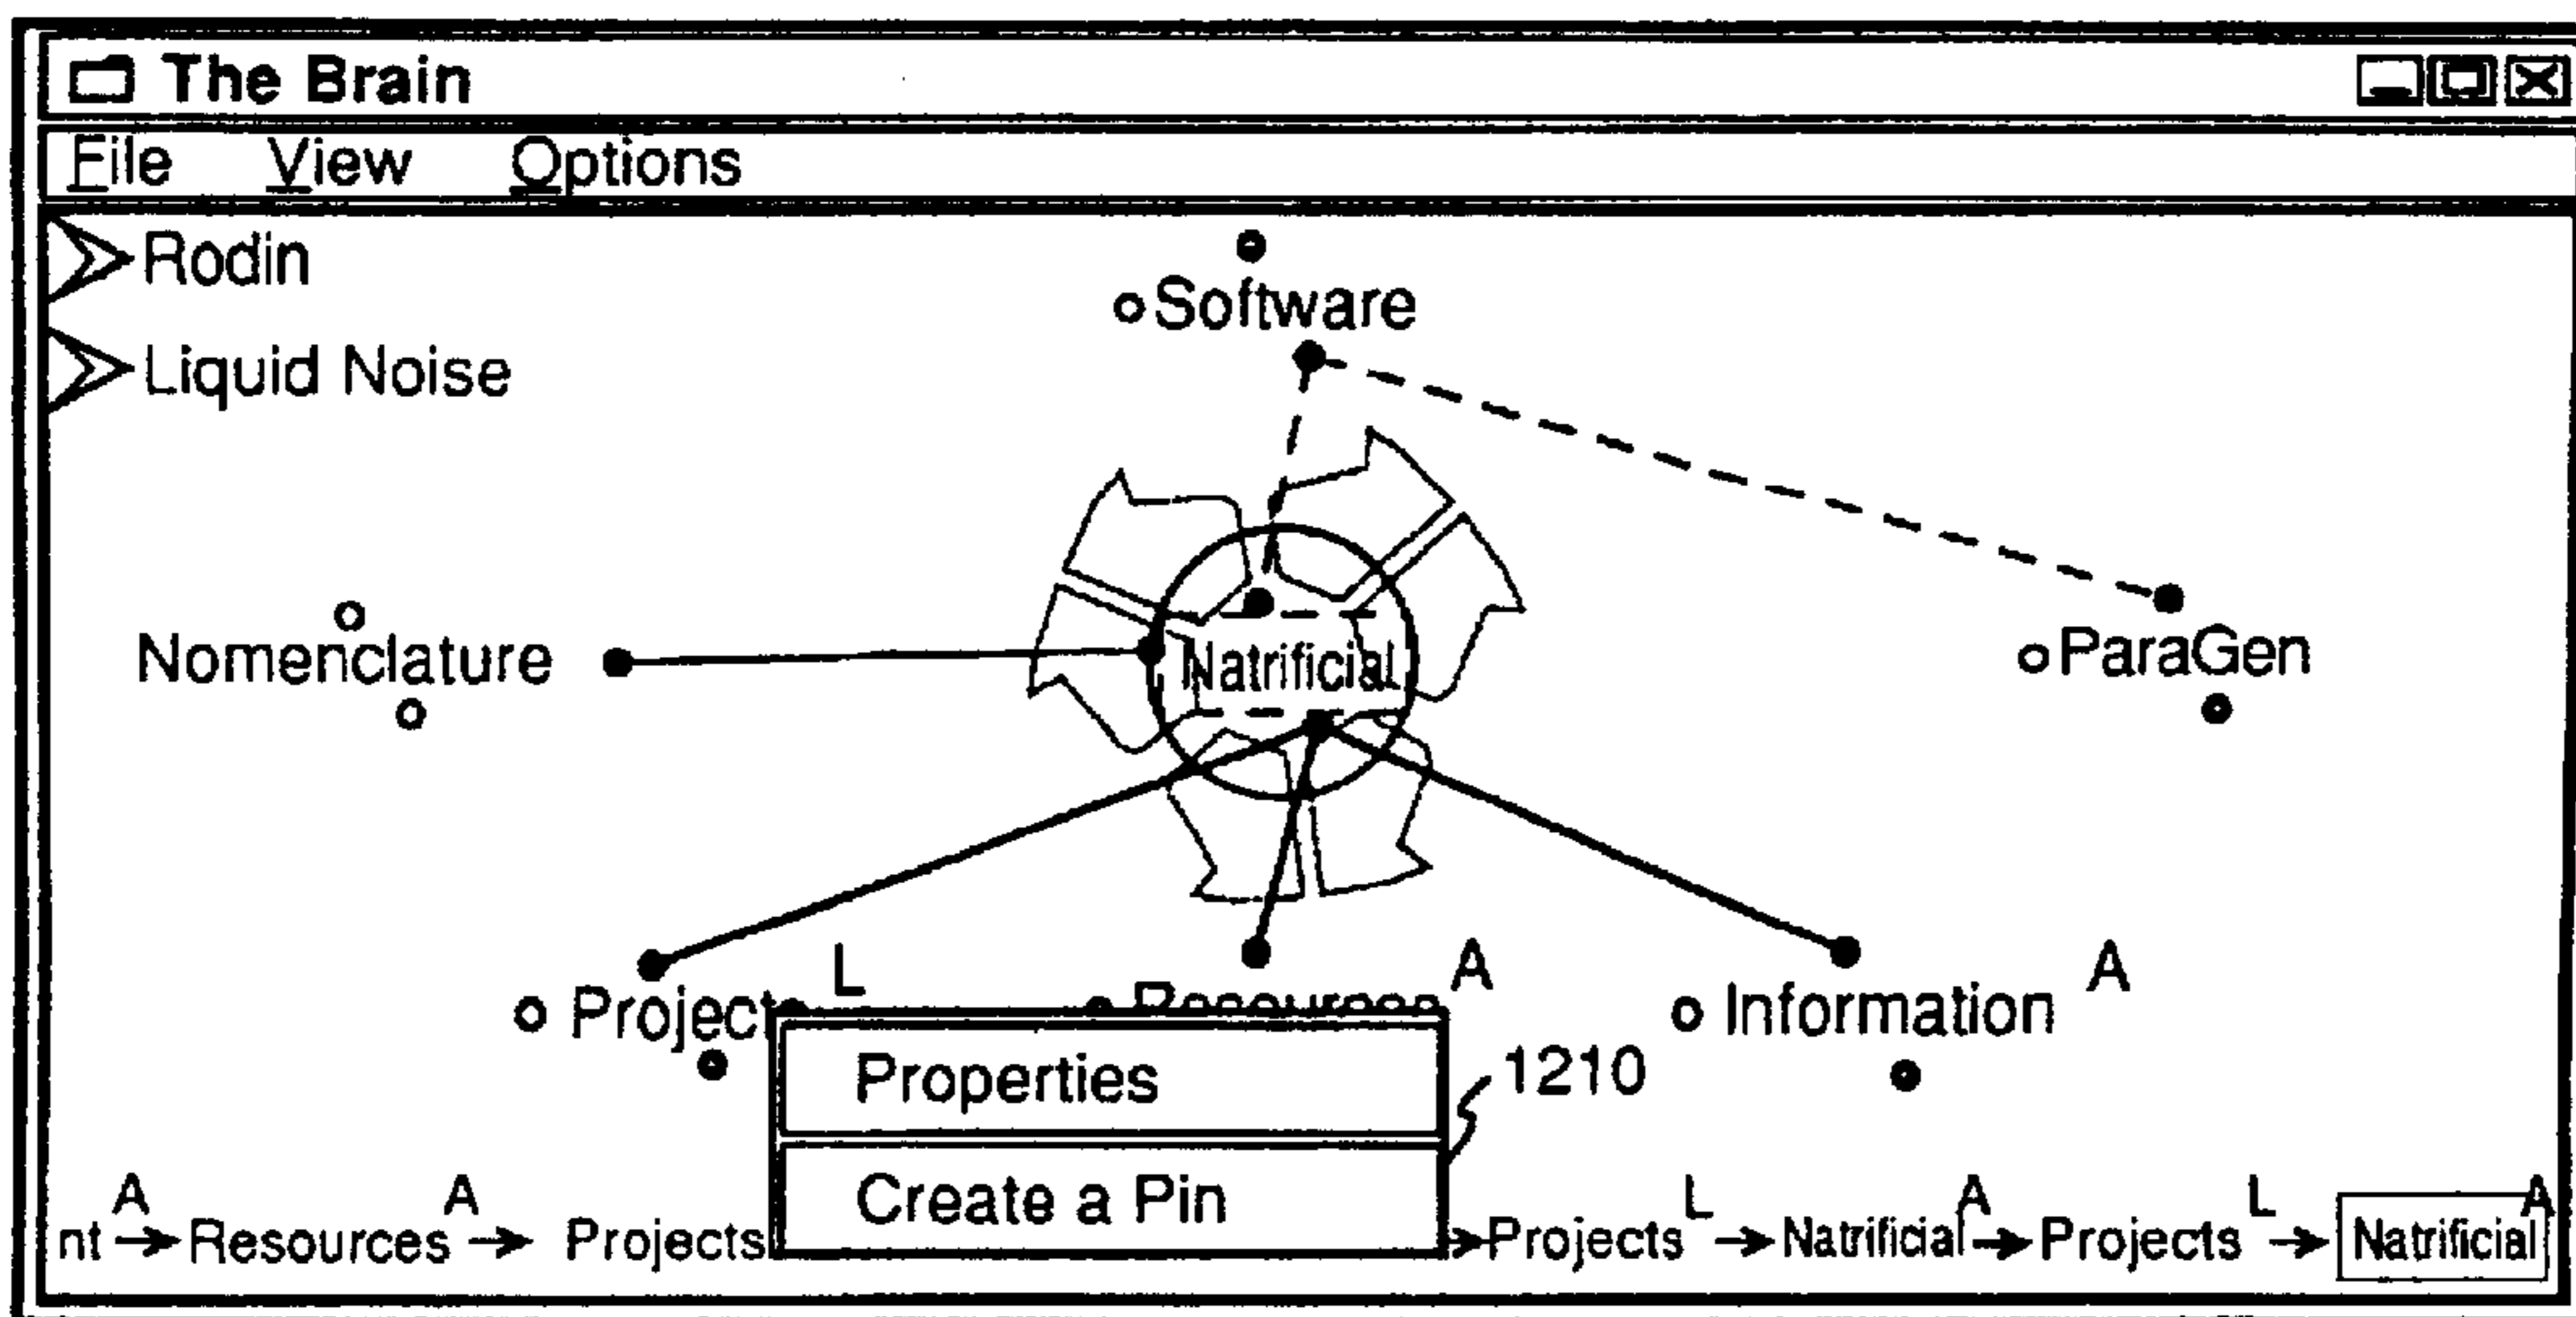 The Brain
File View Options
Rodin
Software
Liquid Noise
Nomenclature
Natrificial
ParaGen
L
A
A
Project
Resources
Information
Properties
1210
Create a Pin
A A L A L A
nt → Resources → Projects → Projects → Natrificial → Projects → Natrificial